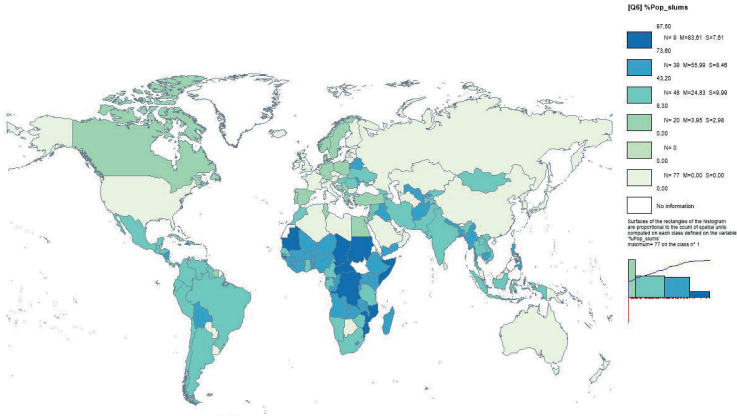 [Q6] %Pop_slums
97,60
N= 9 M=83,61 S=7,61
73,60
N= 39 M=55,99 S=8,46
43,20
N= 48 M=24,83 S=9,99
8,30
N= 20 M=3,95 S=2,98
0,00
N= 0
0,00
N= 77 M=0,00 S=0,00
0,00
No information
Surfaces of the rectangles of the histogram
are proportional to the count of spatial units
computed on each class defined on the variable
'%Pop_slums'
maximum= 77 on the class n° 1